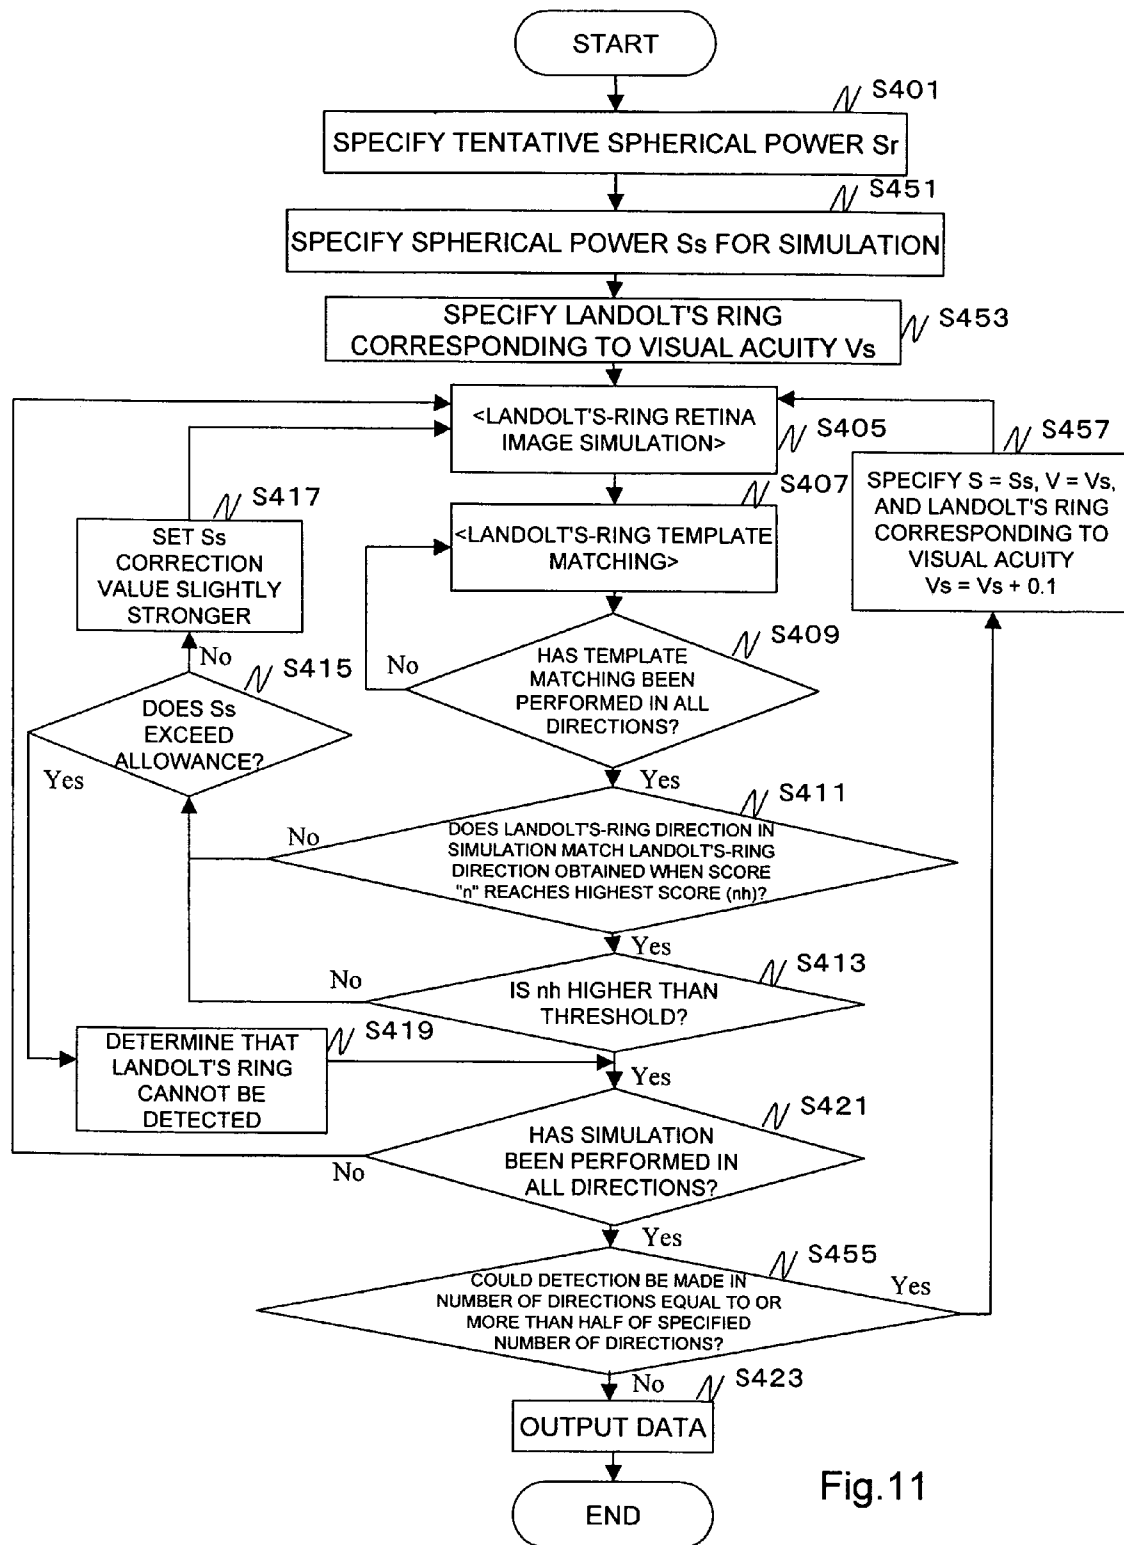 START
S401
SPECIFY TENTATIVE SPHERICAL POWER Sr
S451
SPECIFY SPHERICAL POWER Ss FOR SIMULATION
S453
SPECIFY LANDOLT'S RING
CORRESPONDING TO VISUAL ACUITY Vs
<LANDOLT'S-RING RETINA
IMAGE SIMULATION>
S405
S457
SPECIFY S = Ss, V = Vs,
AND LANDOLT'S RING
CORRESPONDING TO
VISUAL ACUITY
Vs = Vs + 0.1
S417
SET Ss
CORRECTION
VALUE SLIGHTLY
STRONGER
S407
<LANDOLT'S-RING TEMPLATE
MATCHING>
S409
No
HAS TEMPLATE
MATCHING BEEN
PERFORMED IN ALL
DIRECTIONS?
Yes
No
S415
DOES Ss
EXCEED
ALLOWANCE?
Yes
S411
No
DOES LANDOLT'S-RING DIRECTION IN
SIMULATION MATCH LANDOLT'S-RING
DIRECTION OBTAINED WHEN SCORE
"n" REACHES HIGHEST SCORE (nh)?
Yes
S413
No
IS nh HIGHER THAN
THRESHOLD?
Yes
S419
DETERMINE THAT
LANDOLT'S RING
CANNOT BE
DETECTED
S421
HAS SIMULATION
BEEN PERFORMED IN
ALL DIRECTIONS?
No
Yes
S455
COULD DETECTION BE MADE IN
NUMBER OF DIRECTIONS EQUAL TO OR
MORE THAN HALF OF SPECIFIED
NUMBER OF DIRECTIONS?
Yes
No
S423
OUTPUT DATA
END
Fig.11